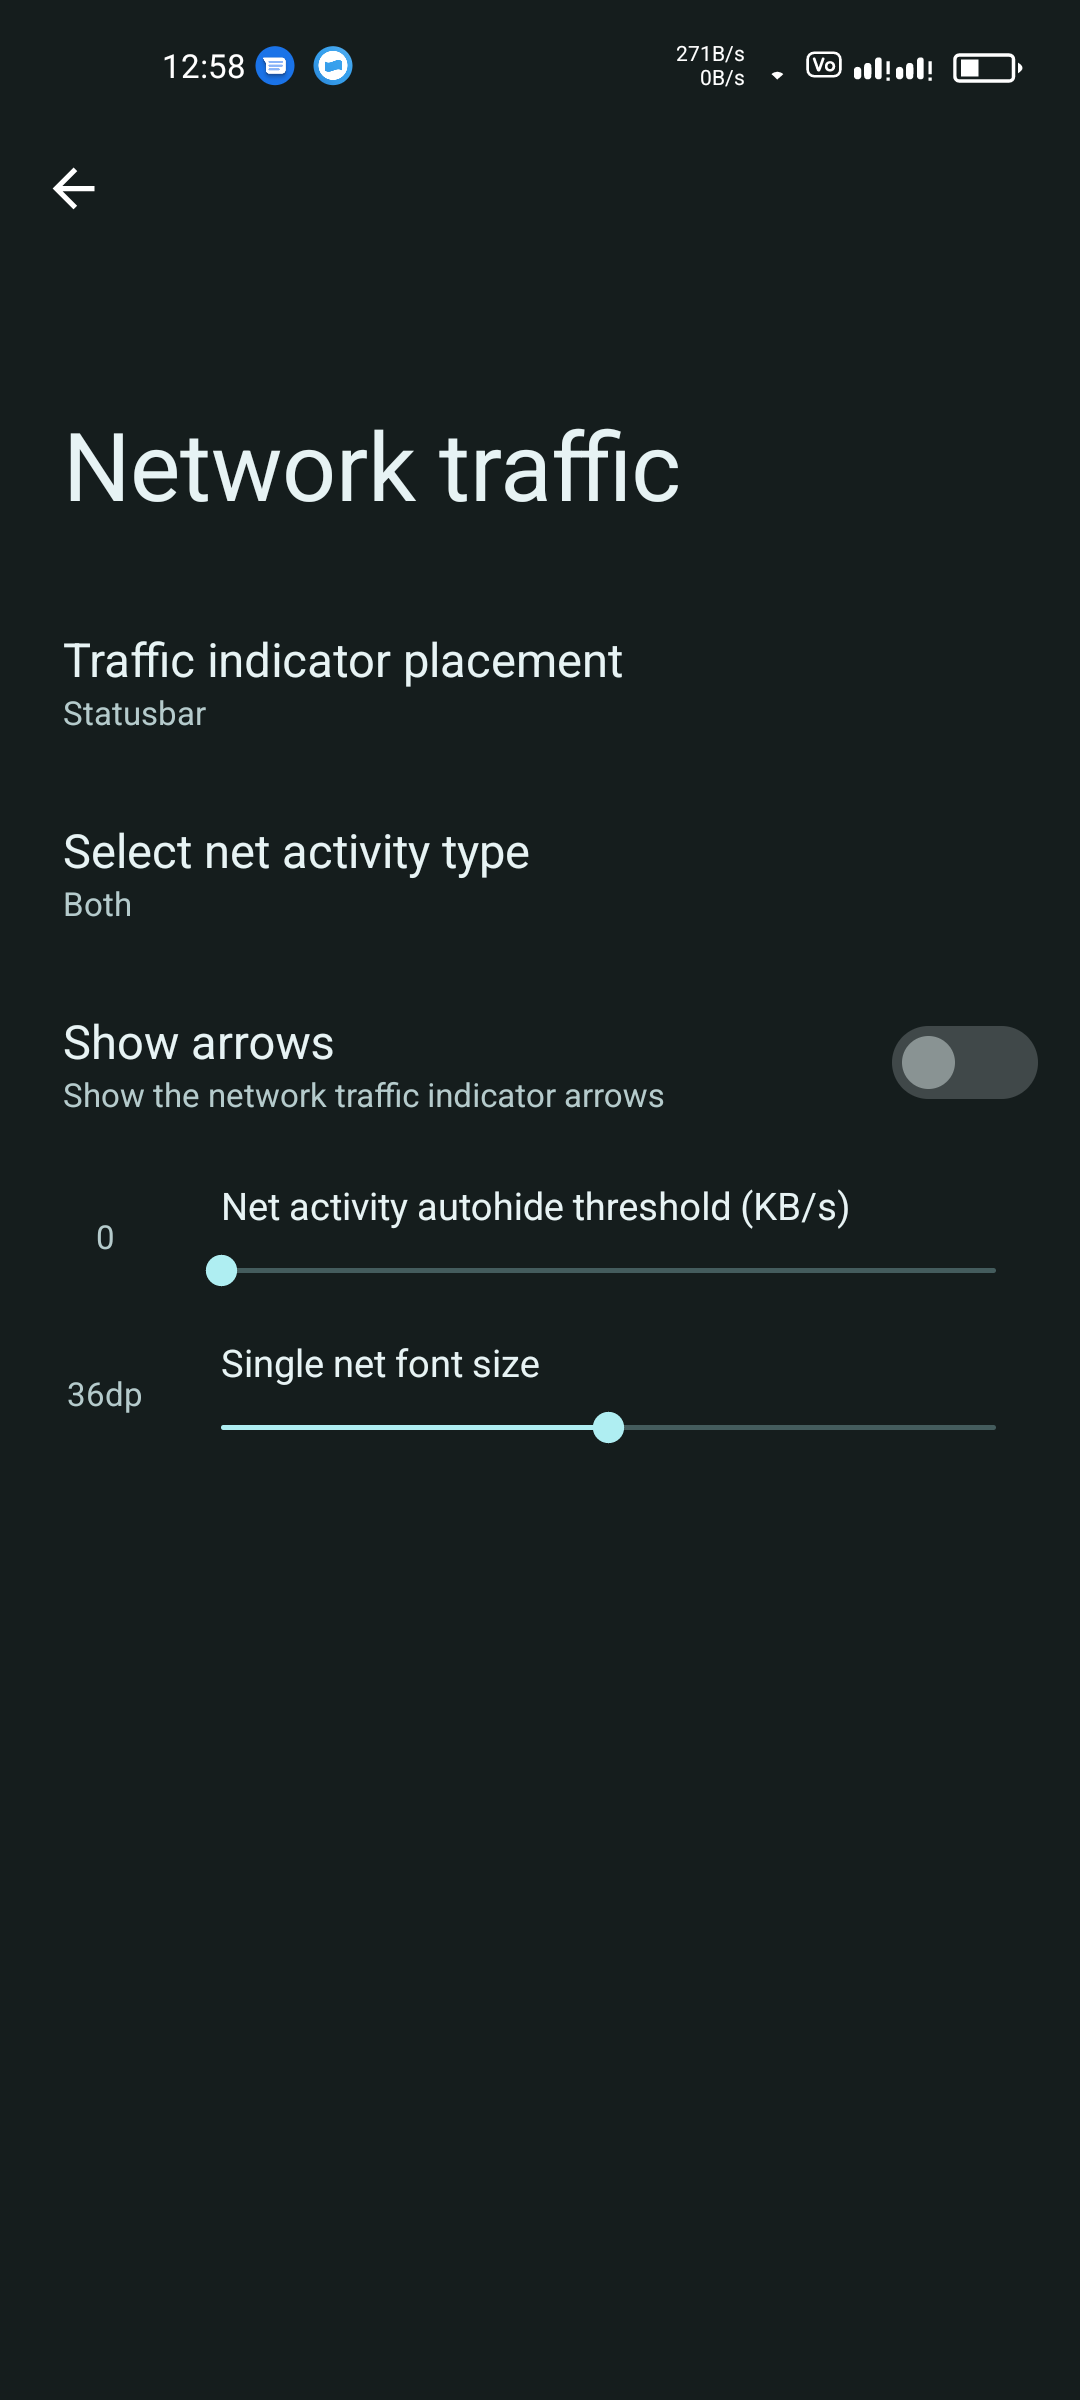 12:58
271B/s
0B/s
Vo
Network traffic
Traffic indicator placement
Statusbar
Select net activity type
Both
Show arrows
Show the network traffic indicator arrows
Net activity autohide threshold (KB/s)
0
Single net font size
36dp